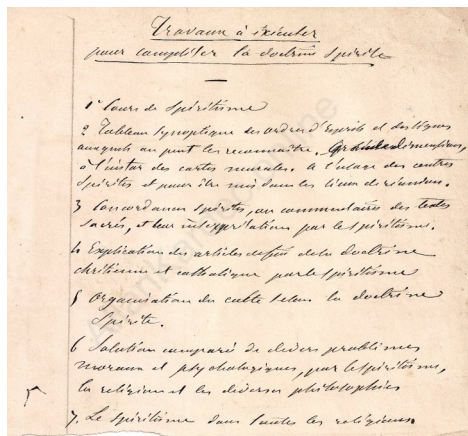 Travaux à exécuter
pour compléter la doctrine spirite
1° Cours de Spiritisme
2 Tableau synoptique des ordres d'Esprits et des signes
auxquels on peut les reconnaître. Grandes dimensions,
à l'instar des cartes murales. à l'usage des centres
spirites et pour être mis dans les lieux de réunion.
3 Concordances spirites, ou commentaires des textes
sacrés, et leur interprétation par le spiritisme.
4 Explication des articles de foi de la doctrine
chrétienne et catholique par le spiritisme
5 Organisation du culte selon la doctrine
Spirite.
6 Solution comparée de divers problèmes
moraux et psychologiques, par le spiritisme,
la religion et les diverses philosophies
7. Le Spiritisme dans toutes les religions.